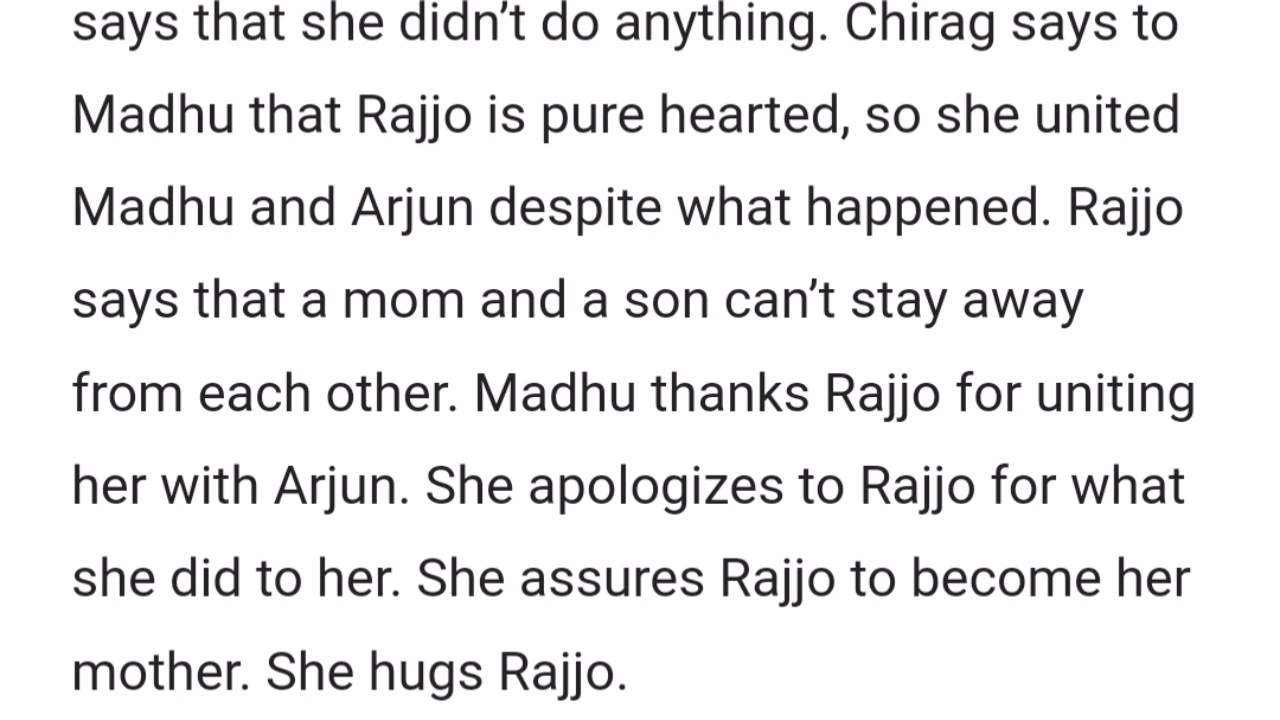 says that she didn’t do anything. Chirag says to
Madhu that Rajjo is pure hearted, so she united
Madhu and Arjun despite what happened. Rajjo
says that a mom and a son can’t stay away
from each other. Madhu thanks Rajjo for uniting
her with Arjun. She apologizes to Rajjo for what
she did to her. She assures Rajjo to become her
mother. She hugs Rajjo.